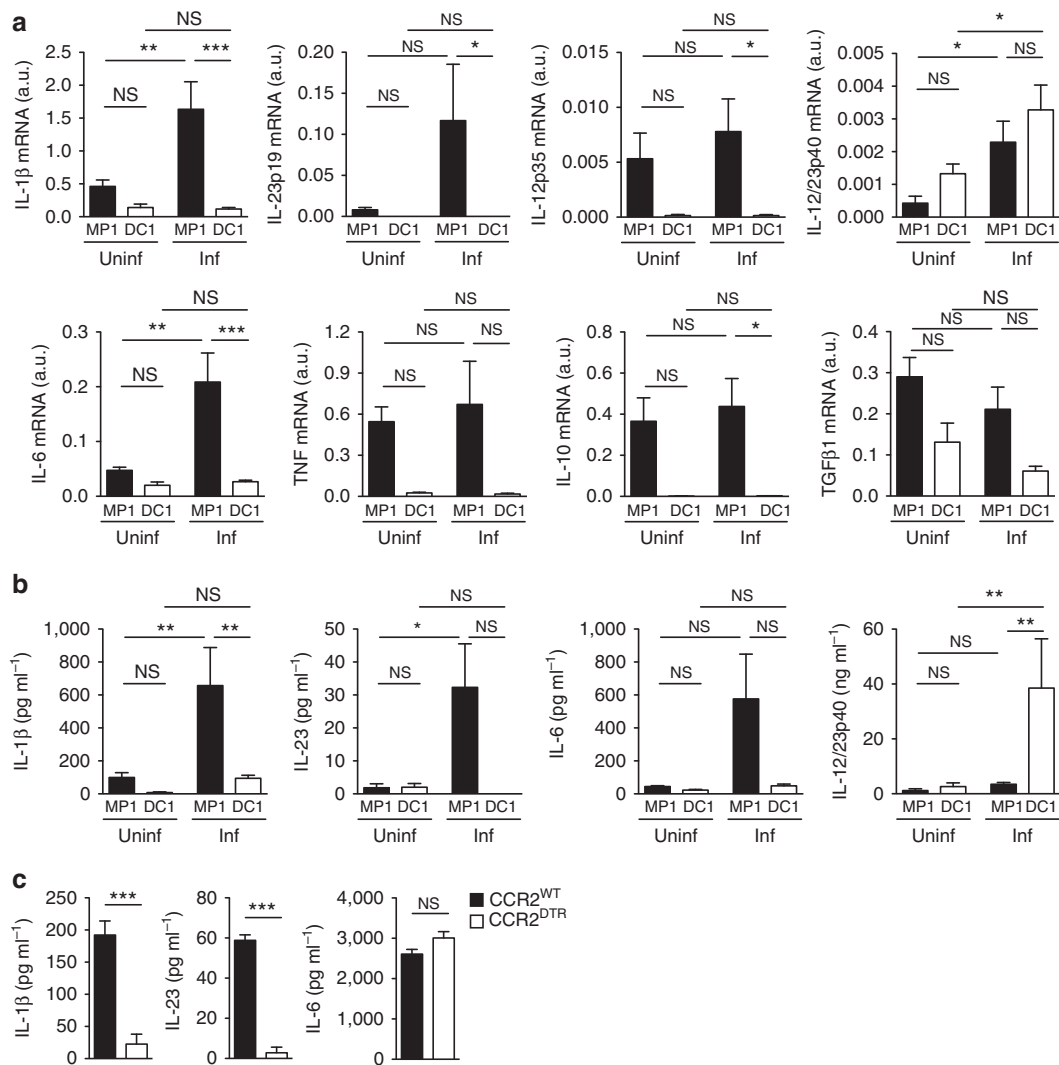 a
NS
** ***
NS
IL-1β mRNA (a.u.)
2.5
2.0
1.5
1.0
0.5
0.0
MP1 DC1 MP1 DC1
Uninf Inf
NS
NS *
NS
IL-23p19 mRNA (a.u.)
0.20
0.15
0.10
0.05
0.00
MP1 DC1 MP1 DC1
Uninf Inf
NS
NS *
NS
IL-12p35 mRNA (a.u.)
0.015
0.010
0.005
0.000
MP1 DC1 MP1 DC1
Uninf Inf
*
* NS
NS
IL-12/23p40 mRNA (a.u.)
0.005
0.004
0.003
0.002
0.001
0.000
MP1 DC1 MP1 DC1
Uninf Inf
NS
** ***
NS
IL-6 mRNA (a.u.)
0.3
0.2
0.1
0.0
MP1 DC1 MP1 DC1
Uninf Inf
NS
NS NS
NS
TNF mRNA (a.u.)
1.2
0.9
0.6
0.3
0.0
MP1 DC1 MP1 DC1
Uninf Inf
NS
NS *
NS
IL-10 mRNA (a.u.)
0.8
0.6
0.4
0.2
0.0
MP1 DC1 MP1 DC1
Uninf Inf
NS
NS NS
NS
TGFβ1 mRNA (a.u.)
0.4
0.3
0.2
0.1
0.0
MP1 DC1 MP1 DC1
Uninf Inf
b
NS
** **
NS
IL-1β (pg ml⁻¹)
1,000
800
600
400
200
0
MP1 DC1 MP1 DC1
Uninf Inf
NS
* NS
NS
IL-23 (pg ml⁻¹)
50
40
30
20
10
0
MP1 DC1 MP1 DC1
Uninf Inf
NS
NS NS
NS
IL-6 (pg ml⁻¹)
1,000
800
600
400
200
0
MP1 DC1 MP1 DC1
Uninf Inf
**
**
NS
NS
IL-12/23p40 (ng ml⁻¹)
60
40
20
0
MP1 DC1 MP1 DC1
Uninf Inf
c
***
IL-1β (pg ml⁻¹)
250
200
150
100
50
0
***
IL-23 (pg ml⁻¹)
80
60
40
20
0
NS
IL-6 (pg ml⁻¹)
4,000
3,000
2,000
1,000
0
CCR2ᵂᵀ
CCR2ᴰᵀᴿ